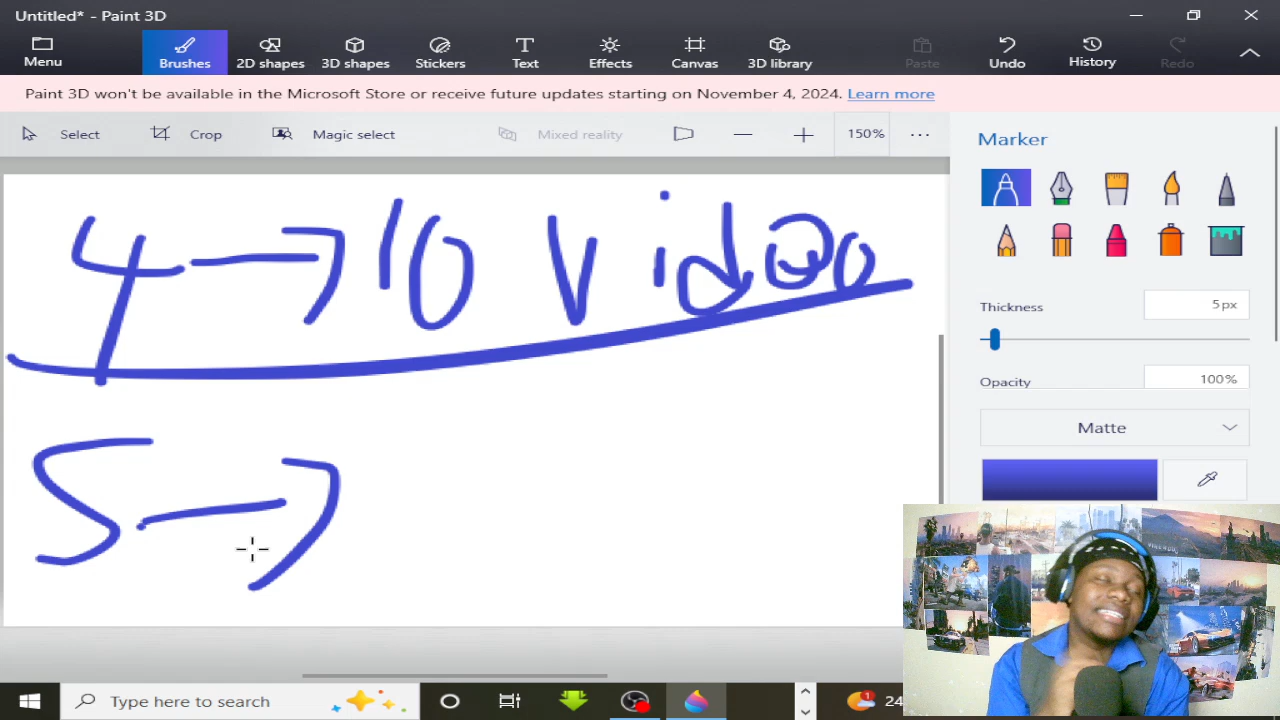 Untitled* - Paint 3D
Menu Brushes 2D shapes 3D shapes Stickers Text Effects Canvas 3D library Paste Undo History Redo
Paint 3D won't be available in the Microsoft Store or receive future updates starting on November 4, 2024. Learn more
Select Crop Magic select Mixed reality 150% ...
4 → 10 Video
5 →
Marker
Thickness 5px
Opacity 100%
Matte
Type here to search
1
24